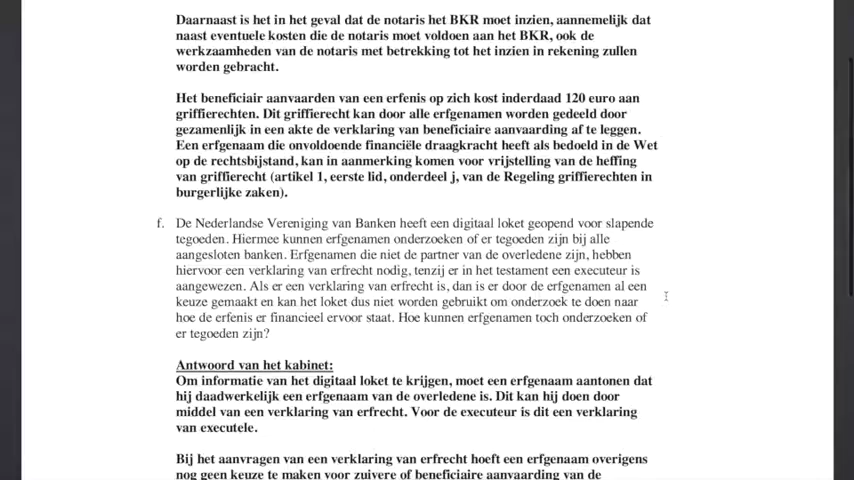 Daarnaast is het in het geval dat de notaris het BKR moet inzien, aannemelijk dat
naast eventuele kosten die de notaris moet voldoen aan het BKR, ook de
werkzaamheden van de notaris met betrekking tot het inzien in rekening zullen
worden gebracht.
Het beneficiair aanvaarden van een erfenis op zich kost inderdaad 120 euro aan
griffierechten. Dit griffierecht kan door alle erfgenamen worden gedeeld door
gezamenlijk in een akte de verklaring van beneficiaire aanvaarding af te leggen.
Een erfgenaam die onvoldoende financiële draagkracht heeft als bedoeld in de Wet
op de rechtsbijstand, kan in aanmerking komen voor vrijstelling van de heffing
van griffierecht (artikel 1, eerste lid, onderdeel j, van de Regeling griffierechten in
burgerlijke zaken).
f. De Nederlandse Vereniging van Banken heeft een digitaal loket geopend voor slapende
tegoeden. Hiermee kunnen erfgenamen onderzoeken of er tegoeden zijn bij alle
aangesloten banken. Erfgenamen die niet de partner van de overledene zijn, hebben
hiervoor een verklaring van erfrecht nodig, tenzij er in het testament een executeur is
aangewezen. Als er een verklaring van erfrecht is, dan is er door de erfgenamen al een
keuze gemaakt en kan het loket dus niet worden gebruikt om onderzoek te doen naar
hoe de erfenis er financieel ervoor staat. Hoe kunnen erfgenamen toch onderzoeken of
er tegoeden zijn?
Antwoord van het kabinet:
Om informatie van het digitaal loket te krijgen, moet een erfgenaam aantonen dat
hij daadwerkelijk een erfgenaam van de overledene is. Dit kan hij doen door
middel van een verklaring van erfrecht. Voor de executeur is dit een verklaring
van executele.
Bij het aanvragen van een verklaring van erfrecht hoeft een erfgenaam overigens
nog geen keuze te maken voor zuivere of beneficiaire aanvaarding van de